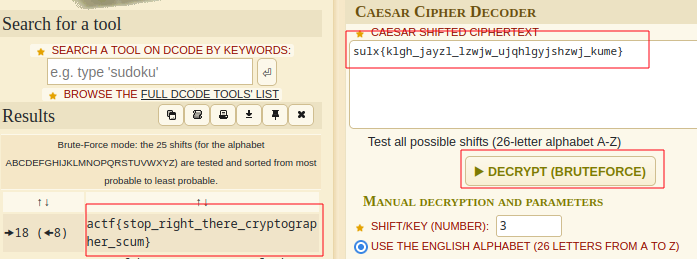 Search for a tool
★ SEARCH A TOOL ON DCODE BY KEYWORDS:
e.g. type 'sudoku'
★ BROWSE THE FULL DCODE TOOLS' LIST
Results
Brute-Force mode: the 25 shifts (for the alphabet
ABCDEFGHIJKLMNOPQRSTUVWXYZ) are tested and sorted from most
probable to least probable.
↑↓ ↑↓
➔18 (🠔8) actf{stop_right_there_cryptograp
her_scum}
CAESAR CIPHER DECODER
★ CAESAR SHIFTED CIPHERTEXT
sulx{klgh_jayzl_lzwjw_ujqhlgyjshzwj_kume}
Test all possible shifts (26-letter alphabet A-Z)
▶ DECRYPT (BRUTEFORCE)
MANUAL DECRYPTION AND PARAMETERS
★ SHIFT/KEY (NUMBER): 3
USE THE ENGLISH ALPHABET (26 LETTERS FROM A TO Z)